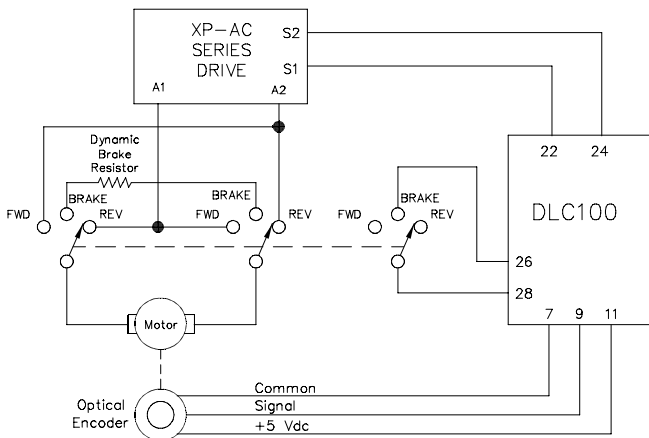 XP-AC
SERIES
DRIVE
S2
S1
A1
A2
Dynamic
Brake
Resistor
BRAKE
FWD
REV
BRAKE
FWD
REV
BRAKE
FWD
REV
22
24
DLC100
26
28
7
9
11
Motor
Optical
Encoder
Common
Signal
+5 Vdc